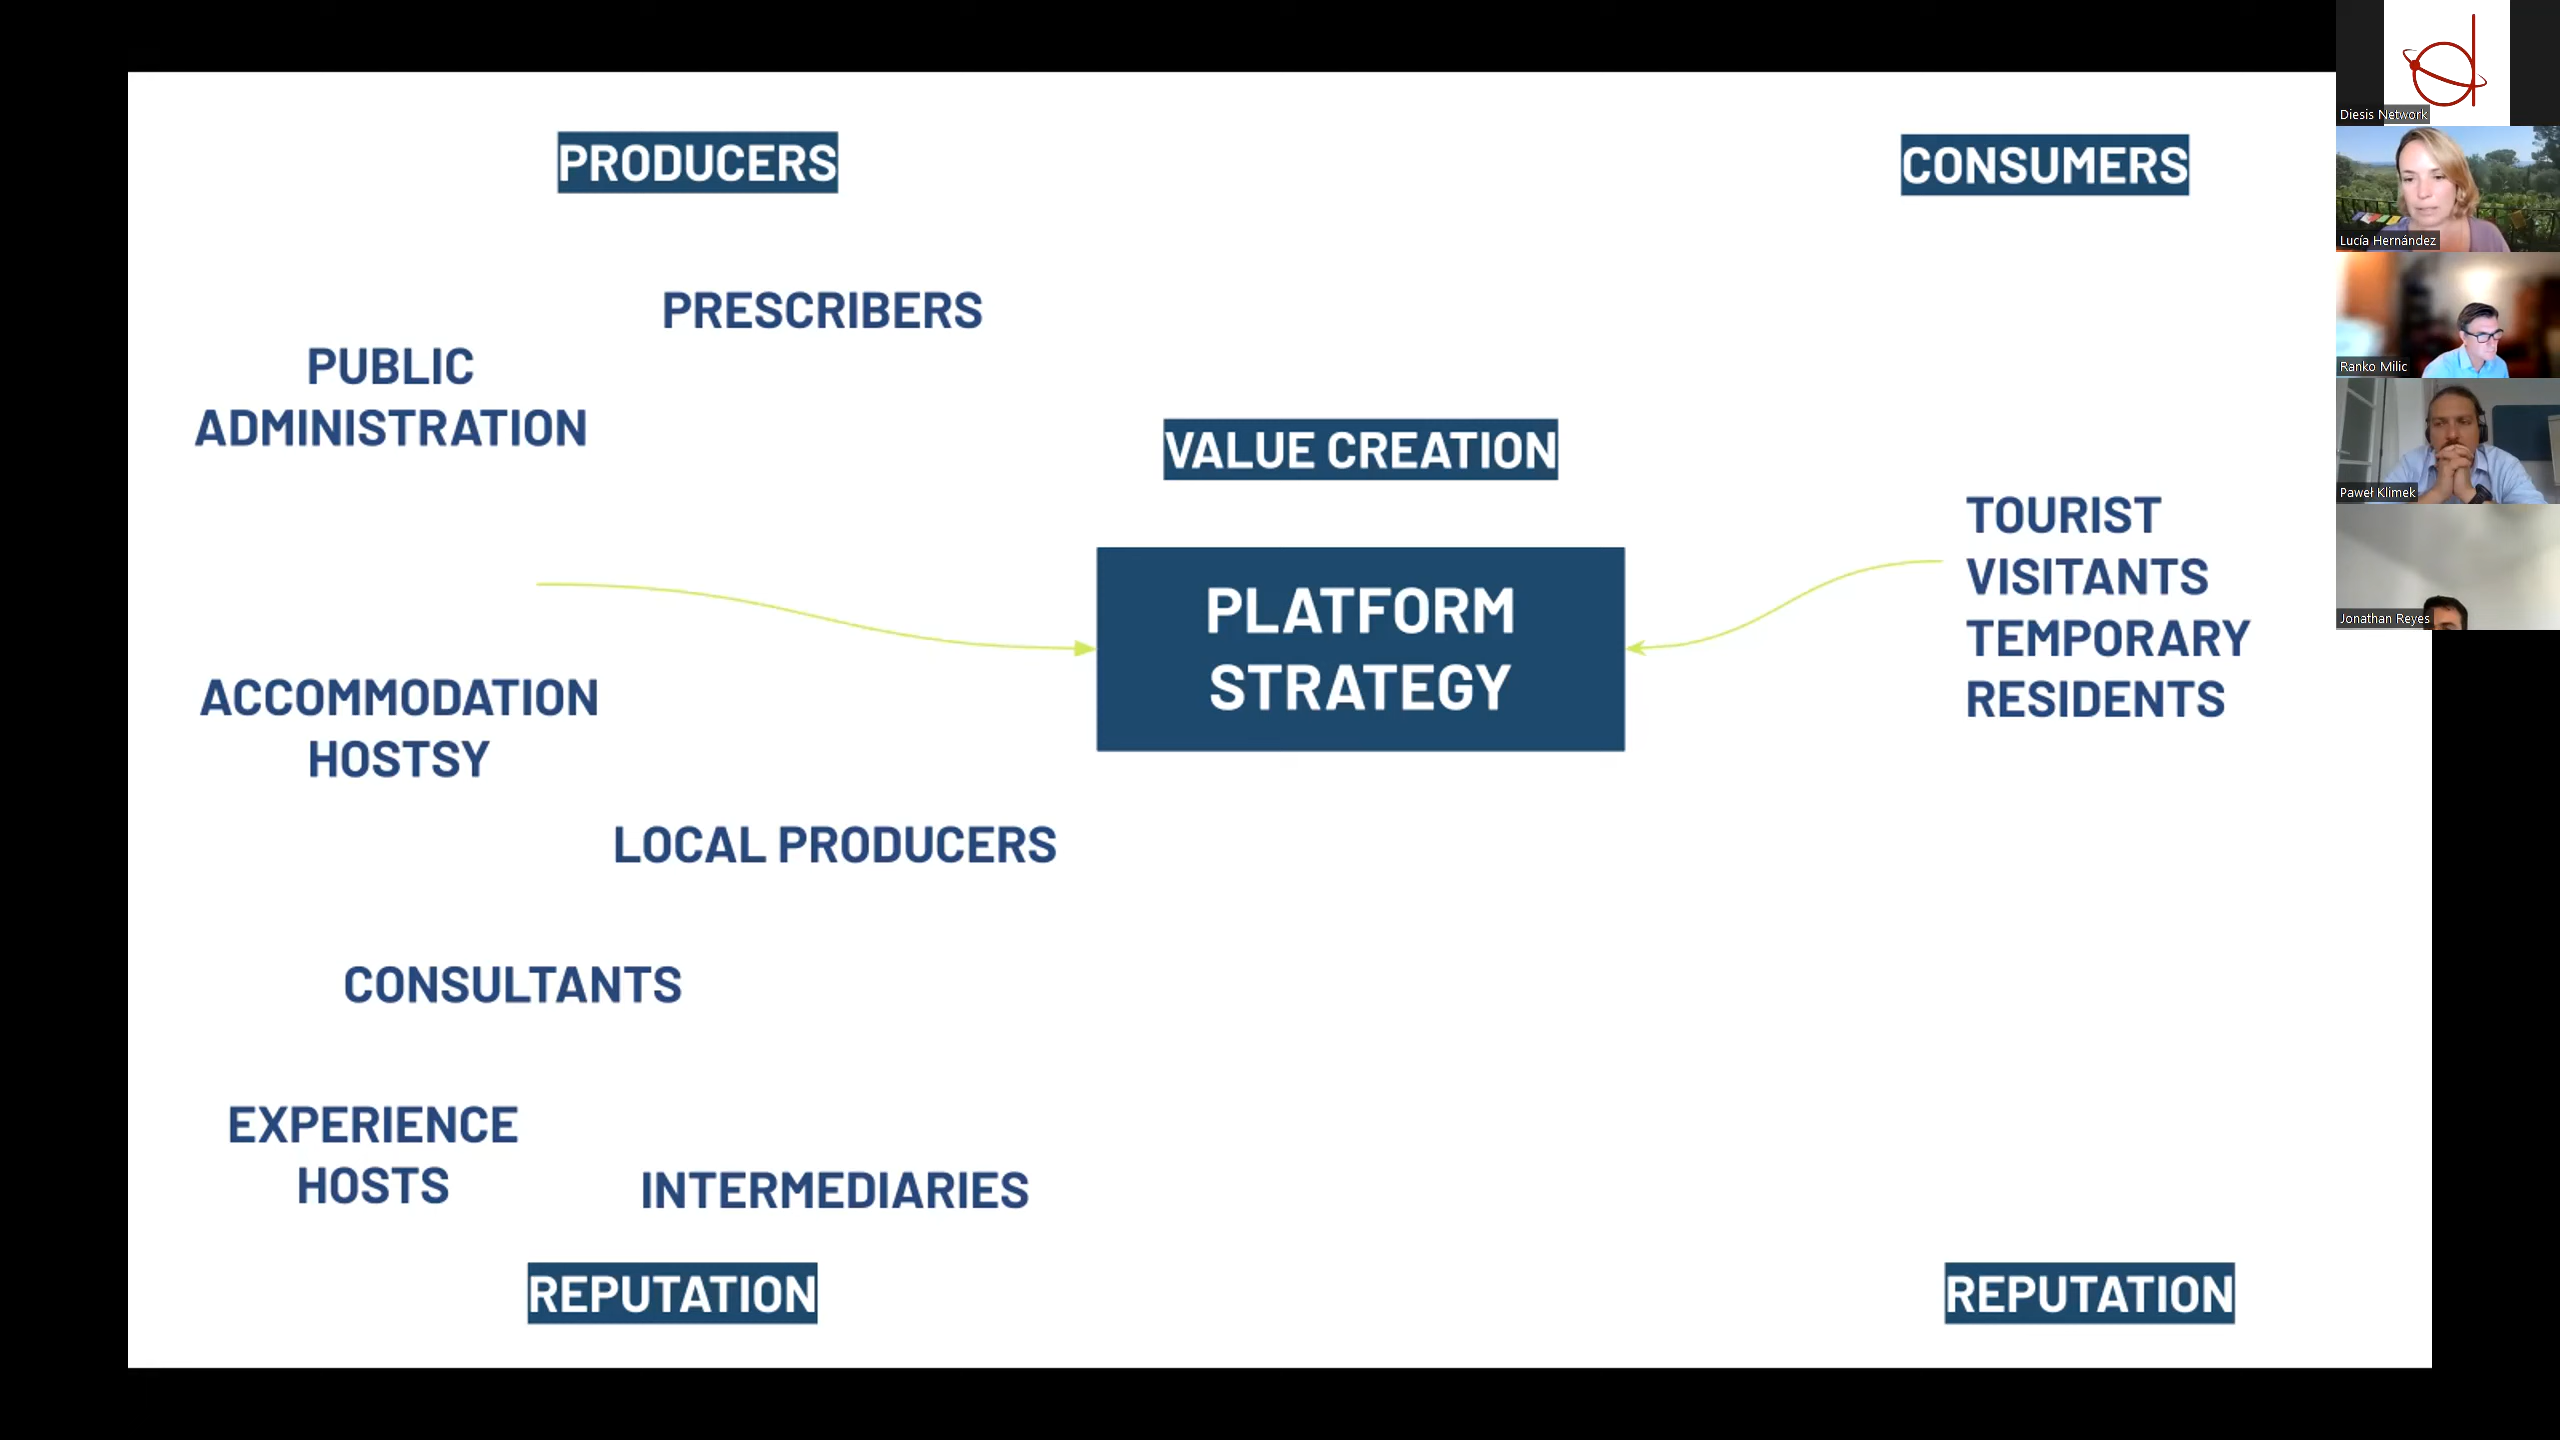 PRODUCERS
CONSUMERS
PRESCRIBERS
PUBLIC
ADMINISTRATION
VALUE CREATION
PLATFORM
STRATEGY
TOURIST
VISITANTS
TEMPORARY
RESIDENTS
ACCOMMODATION
HOSTSY
LOCAL PRODUCERS
CONSULTANTS
EXPERIENCE
HOSTS
INTERMEDIARIES
REPUTATION
REPUTATION
Diesis Network
Lucía Hernández
Ranko Milic
Paweł Klimek
Jonathan Reyes